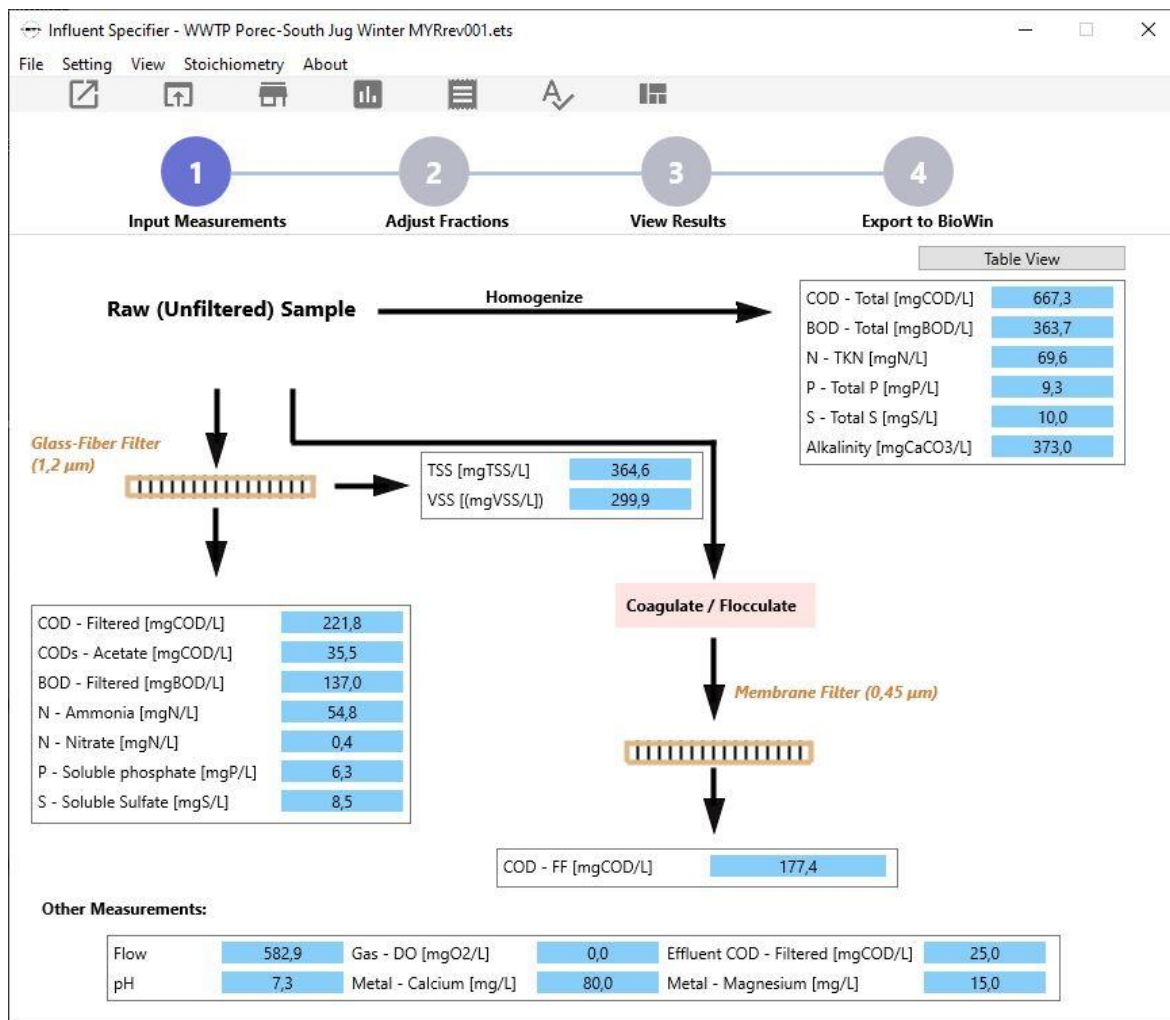 Influent Specifier - WWTP Porec-South Jug Winter MYRrev001.ets
File Setting View Stoichiometry About
1 2 3 4
Input Measurements Adjust Fractions View Results Export to BioWin
Table View
Raw (Unfiltered) Sample
Homogenize
COD - Total [mgCOD/L] 667,3
BOD - Total [mgBOD/L] 363,7
N - TKN [mgN/L] 69,6
P - Total P [mgP/L] 9,3
S - Total S [mgS/L] 10,0
Alkalinity [mgCaCO3/L] 373,0
Glass-Fiber Filter
(1,2 µm)
TSS [mgTSS/L] 364,6
VSS [(mgVSS/L]) 299,9
COD - Filtered [mgCOD/L] 221,8
CODs - Acetate [mgCOD/L] 35,5
BOD - Filtered [mgBOD/L] 137,0
N - Ammonia [mgN/L] 54,8
N - Nitrate [mgN/L] 0,4
P - Soluble phosphate [mgP/L] 6,3
S - Soluble Sulfate [mgS/L] 8,5
Coagulate / Flocculate
Membrane Filter (0,45 µm)
COD - FF [mgCOD/L] 177,4
Other Measurements:
Flow 582,9 Gas - DO [mgO2/L] 0,0 Effluent COD - Filtered [mgCOD/L] 25,0
pH 7,3 Metal - Calcium [mg/L] 80,0 Metal - Magnesium [mg/L] 15,0